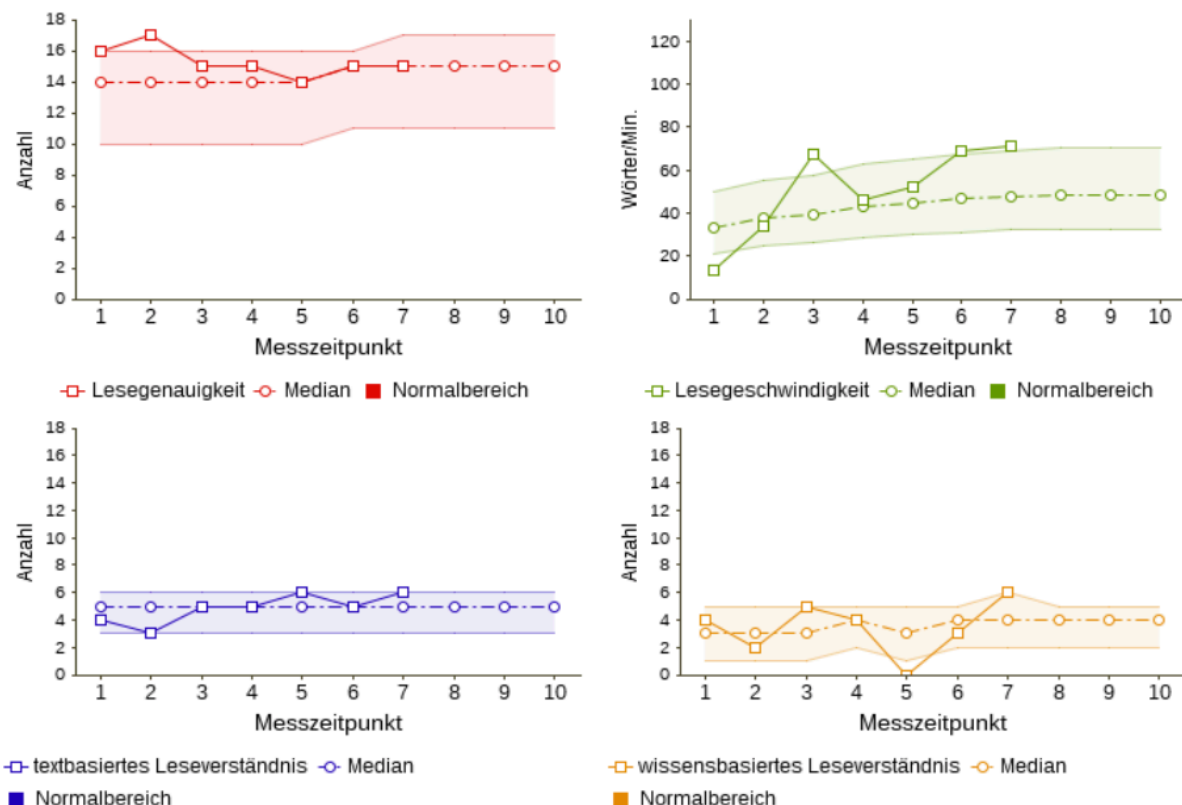 18
16
14
12
10
8
6
4
2
0
Anzahl
1 2 3 4 5 6 7 8 9 10
Messzeitpunkt
Lesegenauigkeit Median Normalbereich
120
100
80
60
40
20
0
Wörter/Min.
1 2 3 4 5 6 7 8 9 10
Messzeitpunkt
Lesegeschwindigkeit Median Normalbereich
18
16
14
12
10
8
6
4
2
0
Anzahl
1 2 3 4 5 6 7 8 9 10
Messzeitpunkt
textbasiertes Leseverständnis Median
Normalbereich
18
16
14
12
10
8
6
4
2
0
Anzahl
1 2 3 4 5 6 7 8 9 10
Messzeitpunkt
wissensbasiertes Leseverständnis Median
Normalbereich